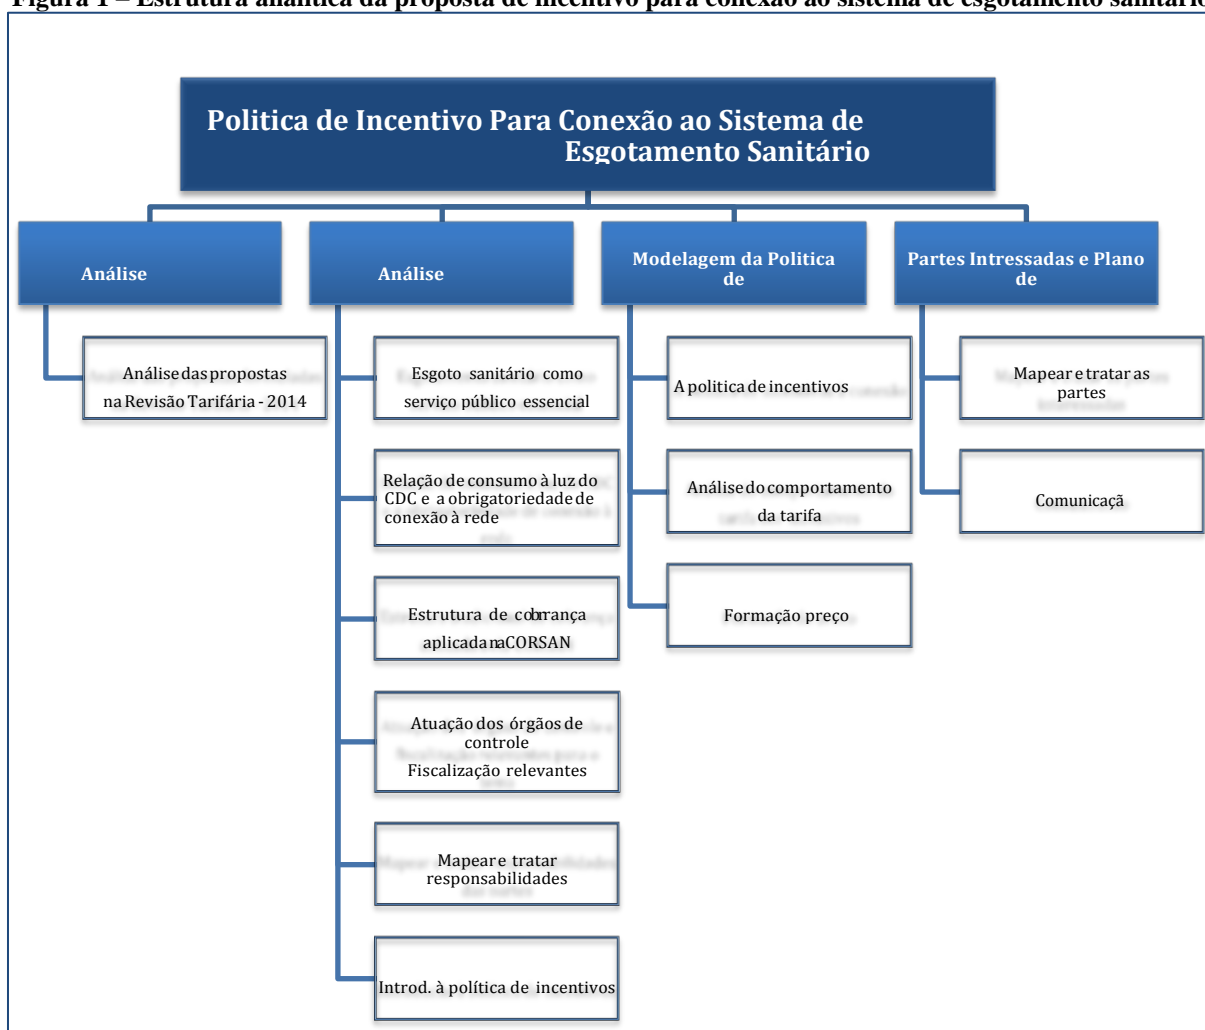 Figura 1 – Estrutura analítica da proposta de incentivo para conexão ao sistema de esgotamento sanitário
Politica de Incentivo Para Conexão ao Sistema de
Esgotamento Sanitário
Análise
Análise
Modelagem da Politica
de
Partes Intressadas e Plano
de
Análise das propostas
na Revisão Tarifária - 2014
Esgoto sanitário como
serviço público essencial
Relação de consumo à luz do
CDC e a obrigatoriedade de
conexão à rede
Estrutura de cobrança
aplicada na CORSAN
Atuação dos órgãos de
controle
Fiscalização relevantes
Mapear e tratar
responsabilidades
Introd. à política de incentivos
A politica de incentivos
Análise do comportamento
da tarifa
Formação preço
Mapear e tratar as
partes
Comunicaçã